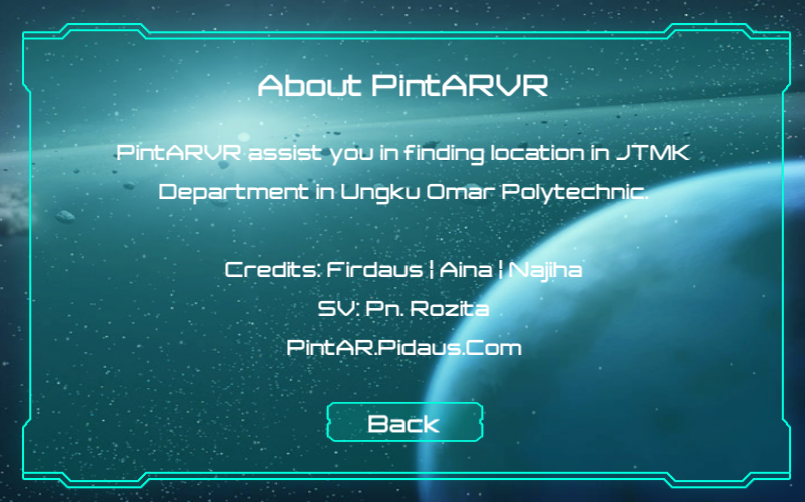 About PintARVR
PintARVR assist you in finding location in JTMK
Department in Ungku Omar Polytechnic.
Credits: Firdaus | Aina | Najiha
SV: Pn. Rozita
PintAR.Pidaus.Com
Back